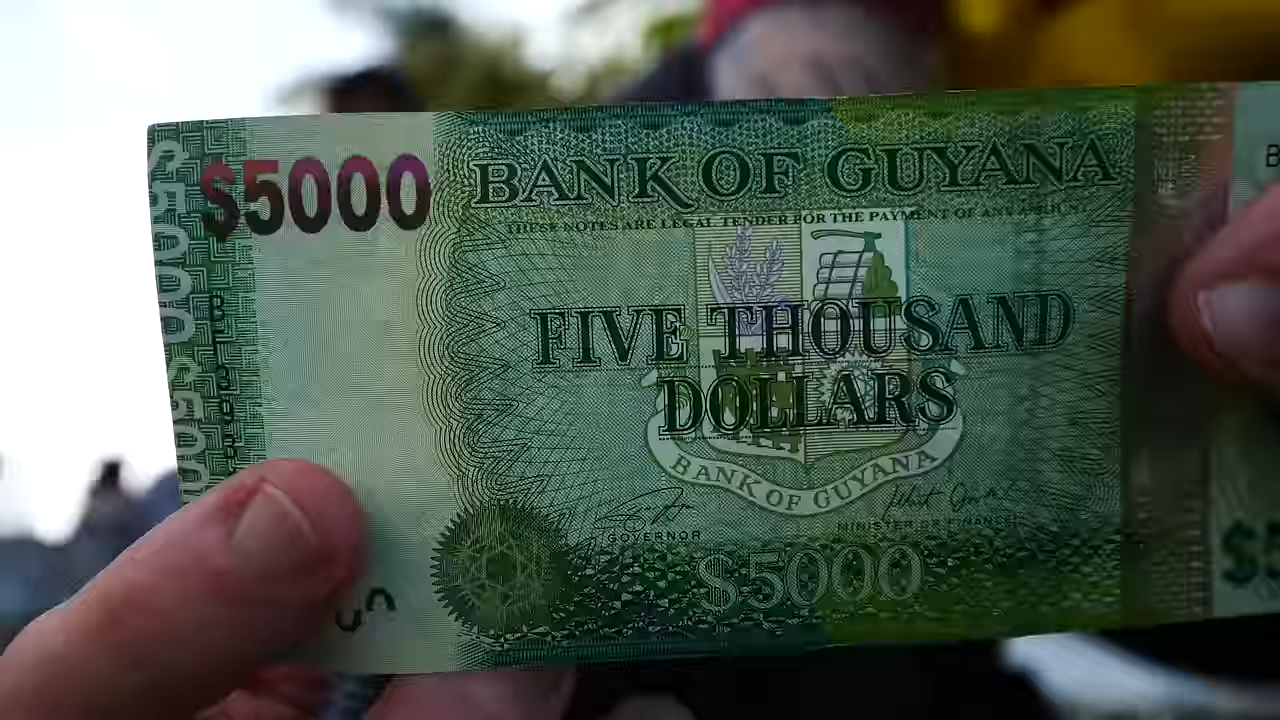 $5000
BANK OF GUYANA
THESE NOTES ARE LEGAL TENDER FOR THE PAYMENT OF ANY
FIVE THOUSAND
DOLLARS
BANK OF GUYANA
GOVERNOR
MINISTER OF FINANCE
$5000